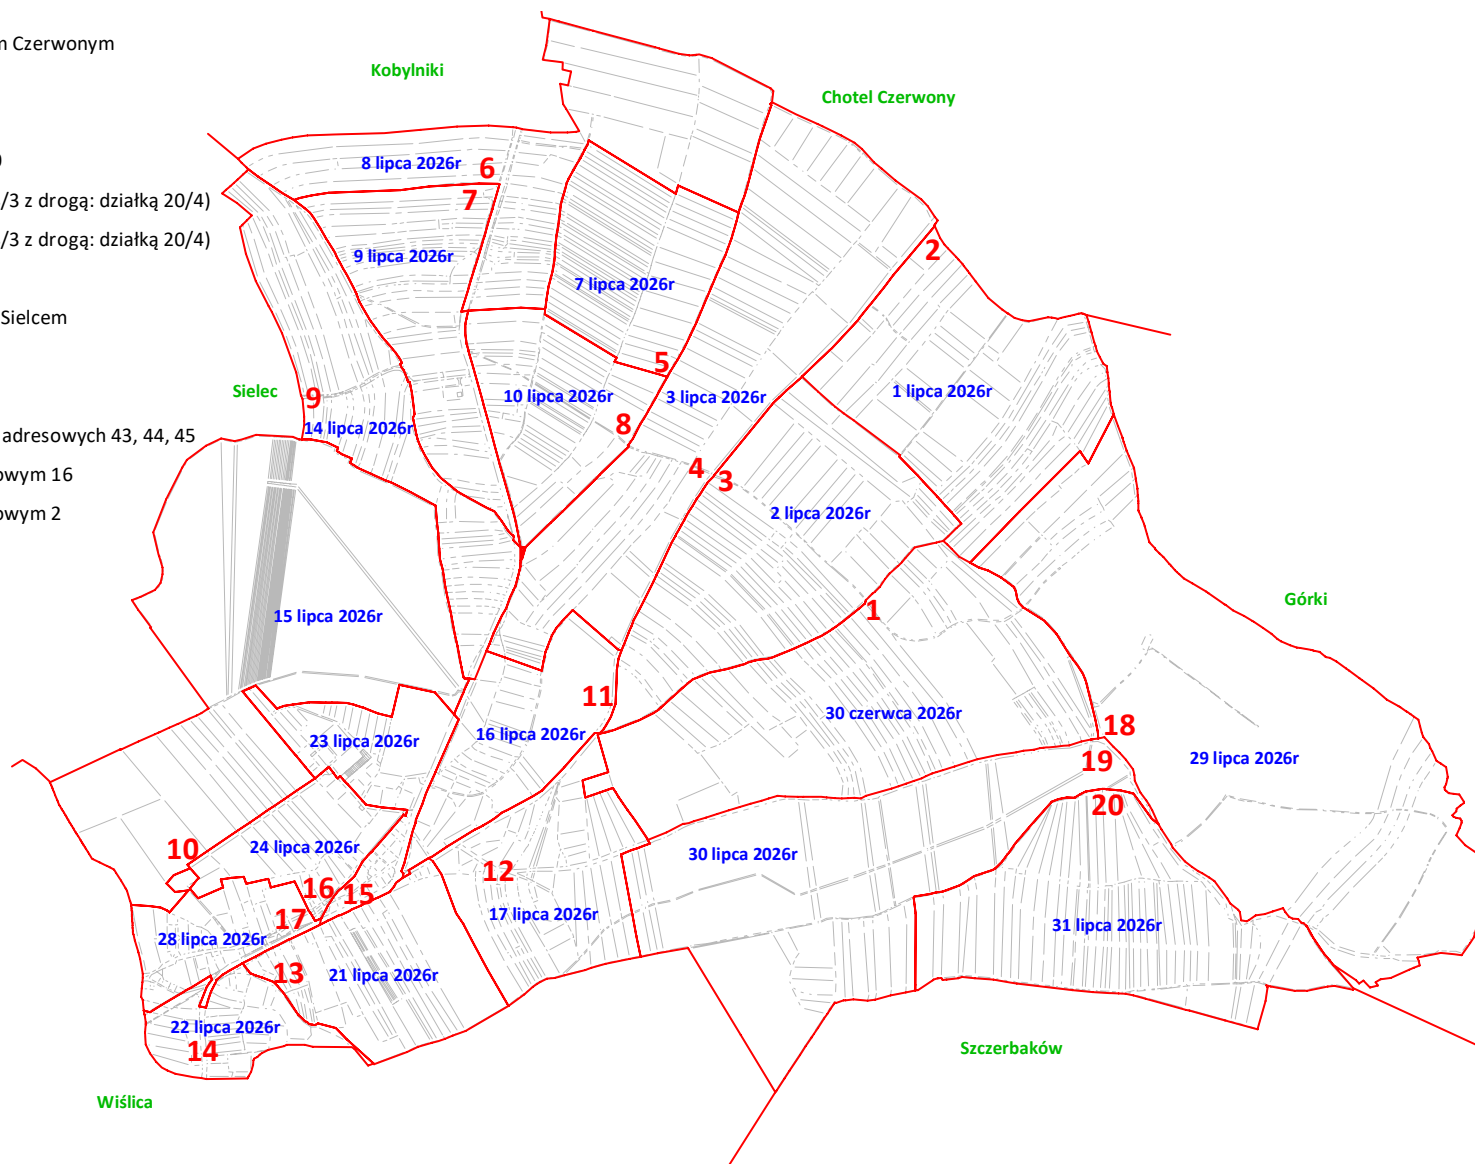 m Czerwonym
)
/3 z drogą: działką 20/4)
/3 z drogą: działką 20/4)
Sielcem
adresowych 43, 44, 45
owym 16
owym 2
Kobylniki
Chotel Czerwony
8 lipca 2026r
6
7
9 lipca 2026r
2
7 lipca 2026r
5
Sielec
9
10 lipca 2026r
3 lipca 2026r
1 lipca 2026r
14 lipca 2026r
8
4
3
2 lipca 2026r
15 lipca 2026r
1
Górki
11
23 lipca 2026r
16 lipca 2026r
30 czerwca 2026r
18
19
29 lipca 2026r
20
10
24 lipca 2026r
30 lipca 2026r
12
16
15
17
17 lipca 2026r
28 lipca 2026r
31 lipca 2026r
13
21 lipca 2026r
22 lipca 2026r
14
Szczerbaków
Wiślica